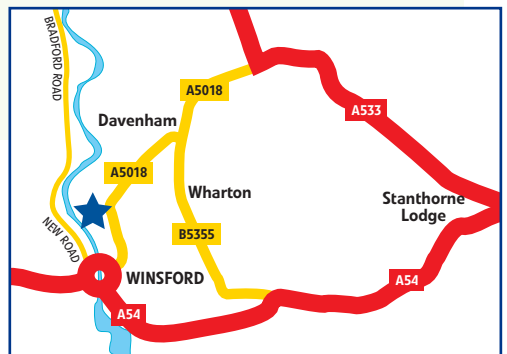 BRADFORD ROAD
A5018
Davenham
A533
A5018
Wharton
Stanthorne
Lodge
NEW ROAD
B5355
WINSFORD
A54
A54